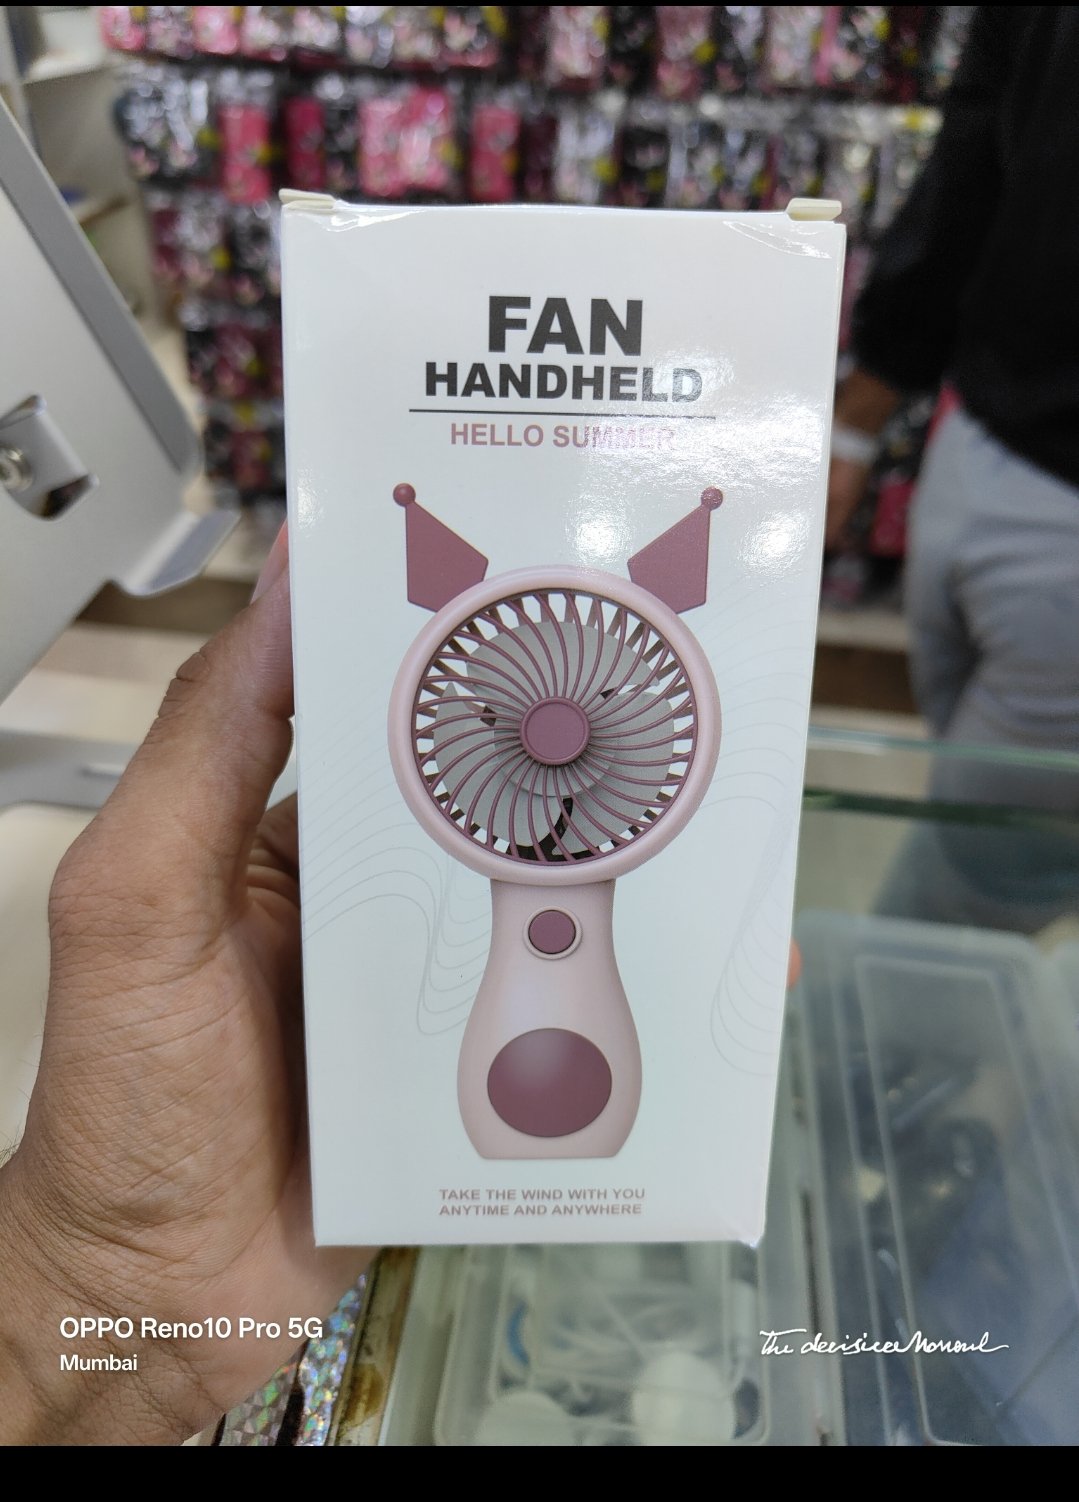 FAN
HANDHELD
HELLO SUMMER
TAKE THE WIND WITH YOU
ANYTIME AND ANYWHERE
OPPO Reno10 Pro 5G
Mumbai